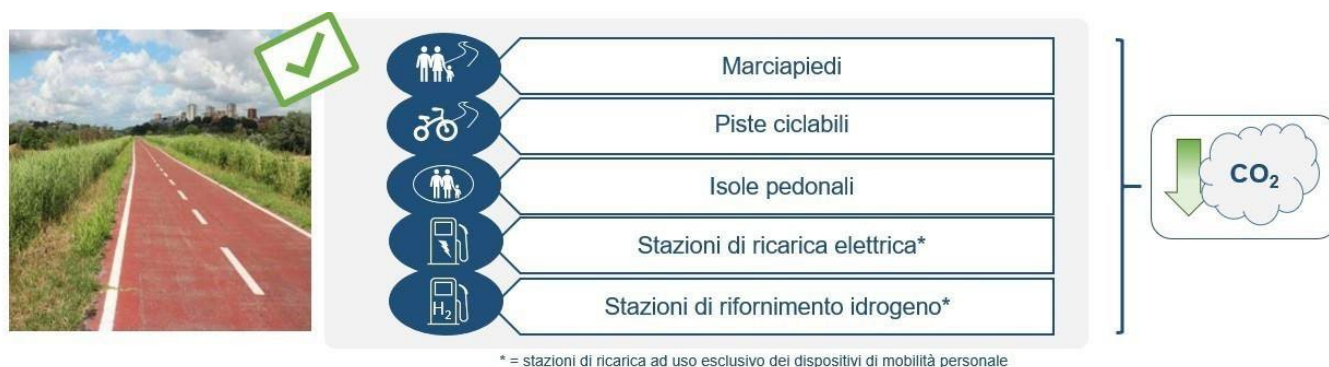 Marciapiedi
Piste ciclabili
Isole pedonali
Stazioni di ricarica elettrica*
H₂
Stazioni di rifornimento idrogeno*
CO₂
* = stazioni di ricarica ad uso esclusivo dei dispositivi di mobilità personale